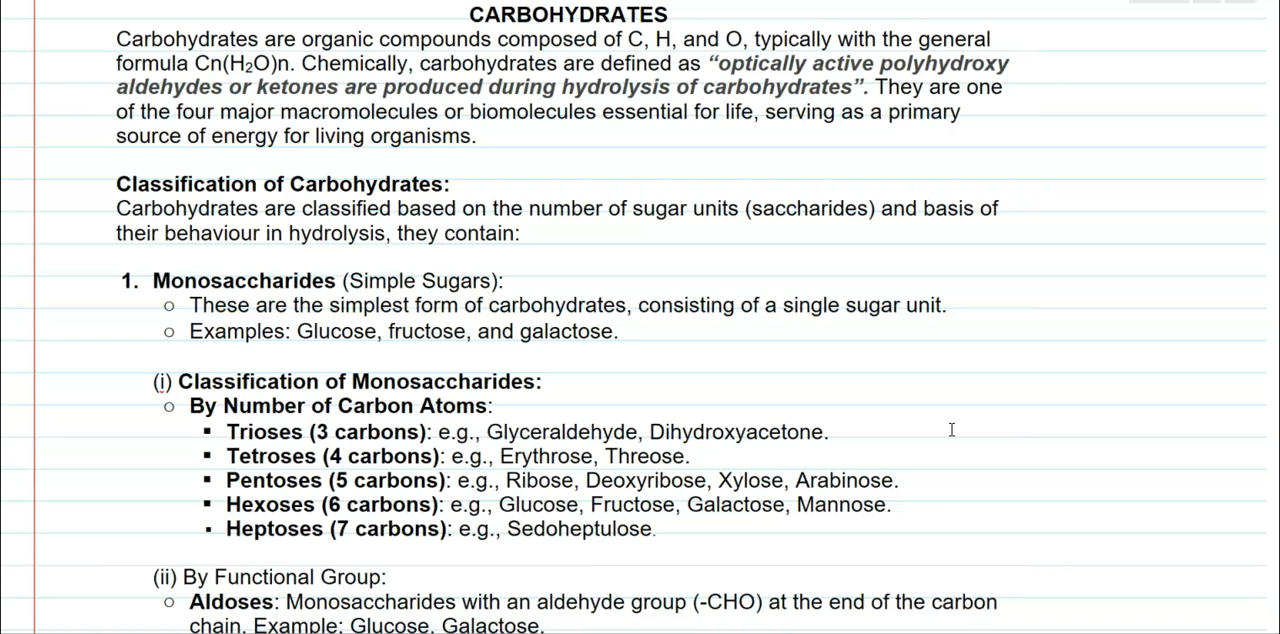 CARBOHYDRATES
Carbohydrates are organic compounds composed of C, H, and O, typically with the general
formula Cn(H₂O)n. Chemically, carbohydrates are defined as “optically active polyhydroxy
aldehydes or ketones are produced during hydrolysis of carbohydrates”. They are one
of the four major macromolecules or biomolecules essential for life, serving as a primary
source of energy for living organisms.
Classification of Carbohydrates:
Carbohydrates are classified based on the number of sugar units (saccharides) and basis of
their behaviour in hydrolysis, they contain:
1. Monosaccharides (Simple Sugars):
○ These are the simplest form of carbohydrates, consisting of a single sugar unit.
○ Examples: Glucose, fructose, and galactose.
(i) Classification of Monosaccharides:
○ By Number of Carbon Atoms:
▪ Trioses (3 carbons): e.g., Glyceraldehyde, Dihydroxyacetone.
▪ Tetroses (4 carbons): e.g., Erythrose, Threose.
▪ Pentoses (5 carbons): e.g., Ribose, Deoxyribose, Xylose, Arabinose.
▪ Hexoses (6 carbons): e.g., Glucose, Fructose, Galactose, Mannose.
▪ Heptoses (7 carbons): e.g., Sedoheptulose.
(ii) By Functional Group:
○ Aldoses: Monosaccharides with an aldehyde group (-CHO) at the end of the carbon
chain. Example: Glucose, Galactose.